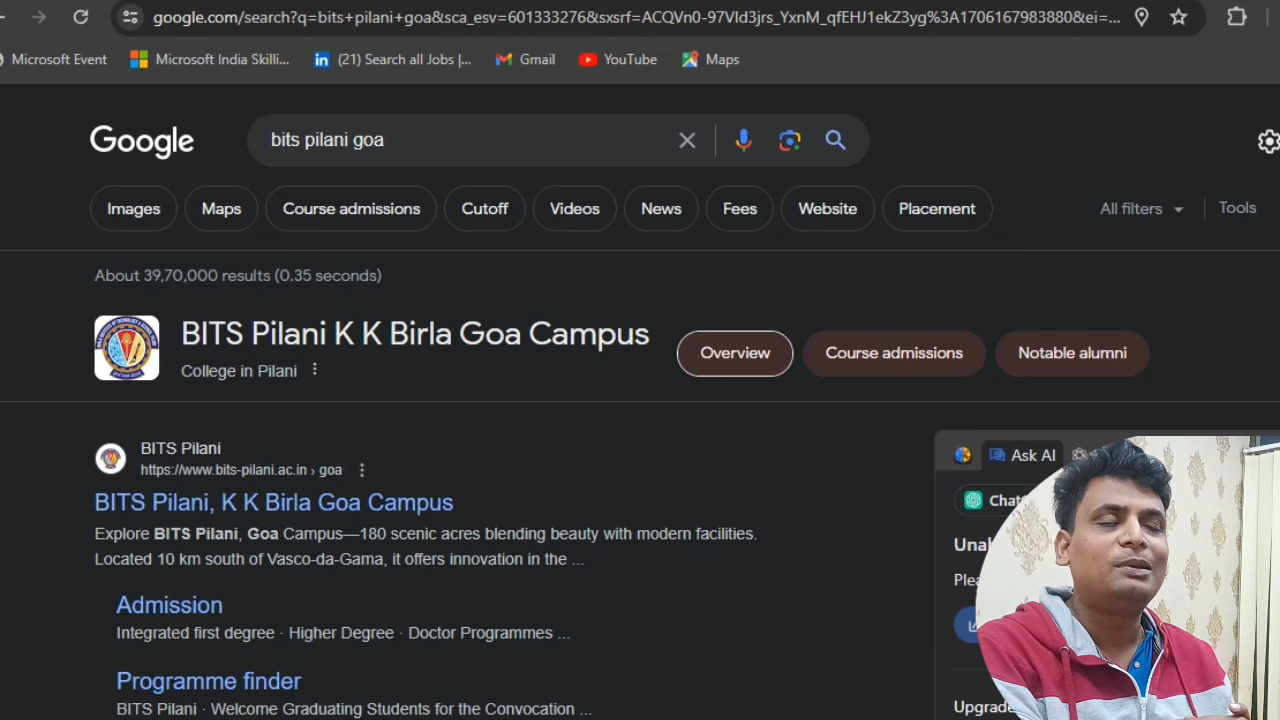 google.com/search?q=bits+pilani+goa&sca_esv=601333276&sxsrf=ACQVn0-97VId3jrs_YxnM_qfEHJ1ekZ3yg%3A1706167983880&ei=...
Microsoft Event Microsoft India Skilli... (21) Search all Jobs |... Gmail YouTube Maps
Google bits pilani goa
Images Maps Course admissions Cutoff Videos News Fees Website Placement All filters Tools
About 39,70,000 results (0.35 seconds)
BITS Pilani K K Birla Goa Campus
College in Pilani
Overview Course admissions Notable alumni
BITS Pilani
https://www.bits-pilani.ac.in › goa
BITS Pilani, K K Birla Goa Campus
Explore BITS Pilani, Goa Campus—180 scenic acres blending beauty with modern facilities.
Located 10 km south of Vasco-da-Gama, it offers innovation in the ...
Admission
Integrated first degree · Higher Degree · Doctor Programmes ...
Programme finder
BITS Pilani · Welcome Graduating Students for the Convocation ...
Ask AI
Upgrade